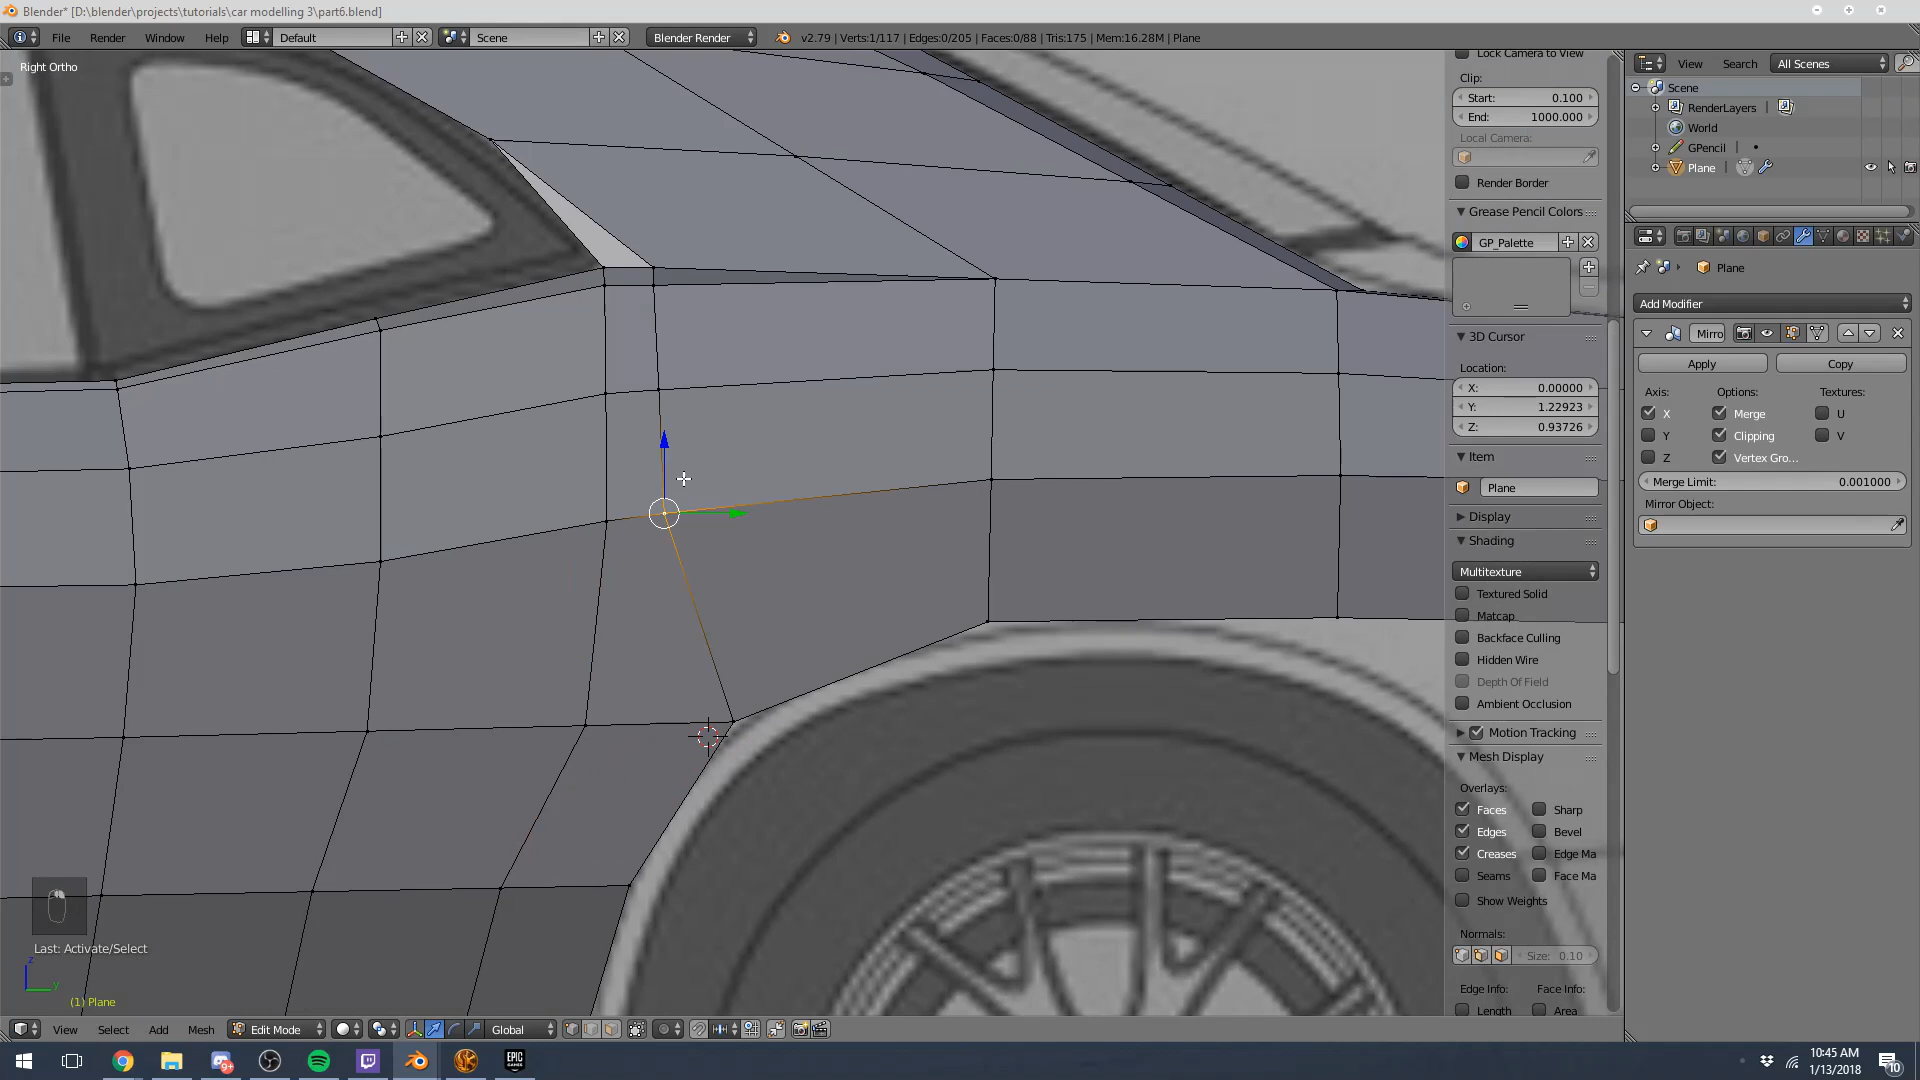 Blender* [D:\blender\projects\tutorials\car modelling 3\part6.blend]
File Render Window Help Default Scene Blender Render v2.79 | Verts:1/117 | Edges:0/205 | Faces:0/88 | Tris:175 | Mem:16.28M | Plane
Right Ortho
Lock Camera to View
Clip:
Start: 0.100
End: 1000.000
Local Camera:
Render Border
Grease Pencil Colors
GP_Palette
3D Cursor
Location:
X: 0.00000
Y: 1.22923
Z: 0.93726
Item
Plane
Display
Shading
Multitexture
Textured Solid
Matcap
Backface Culling
Hidden Wire
Depth Of Field
Ambient Occlusion
Motion Tracking
Mesh Display
Overlays:
Faces Sharp
Edges Bevel
Creases Edge Ma
Seams Face Ma
Show Weights
Normals:
Size: 0.10
Edge Info: Face Info:
Length Area
View Search All Scenes
Scene
RenderLayers
World
GPencil
Plane
Plane
Add Modifier
Mirro
Apply Copy
Axis: Options: Textures:
X Merge U
Y Clipping V
Z Vertex Gro...
Merge Limit: 0.001000
Mirror Object:
Last: Activate/Select
z
y
(1) Plane
View Select Add Mesh Edit Mode Global
9+
EPIC GAMES
10:45 AM
1/13/2018
10